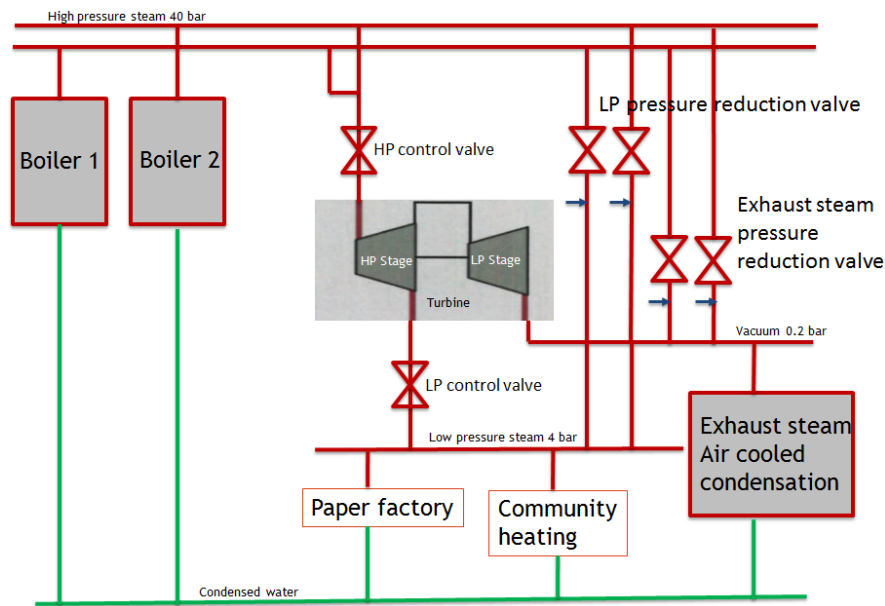 High pressure steam 40 bar
LP pressure reduction valve
Boiler 1
Boiler 2
HP control valve
Exhaust steam
pressure
reduction valve
HP Stage
LP Stage
Turbine
Vacuum 0.2 bar
LP control valve
Exhaust steam
Air cooled
condensation
Low pressure steam 4 bar
Paper factory
Community
heating
Condensed water